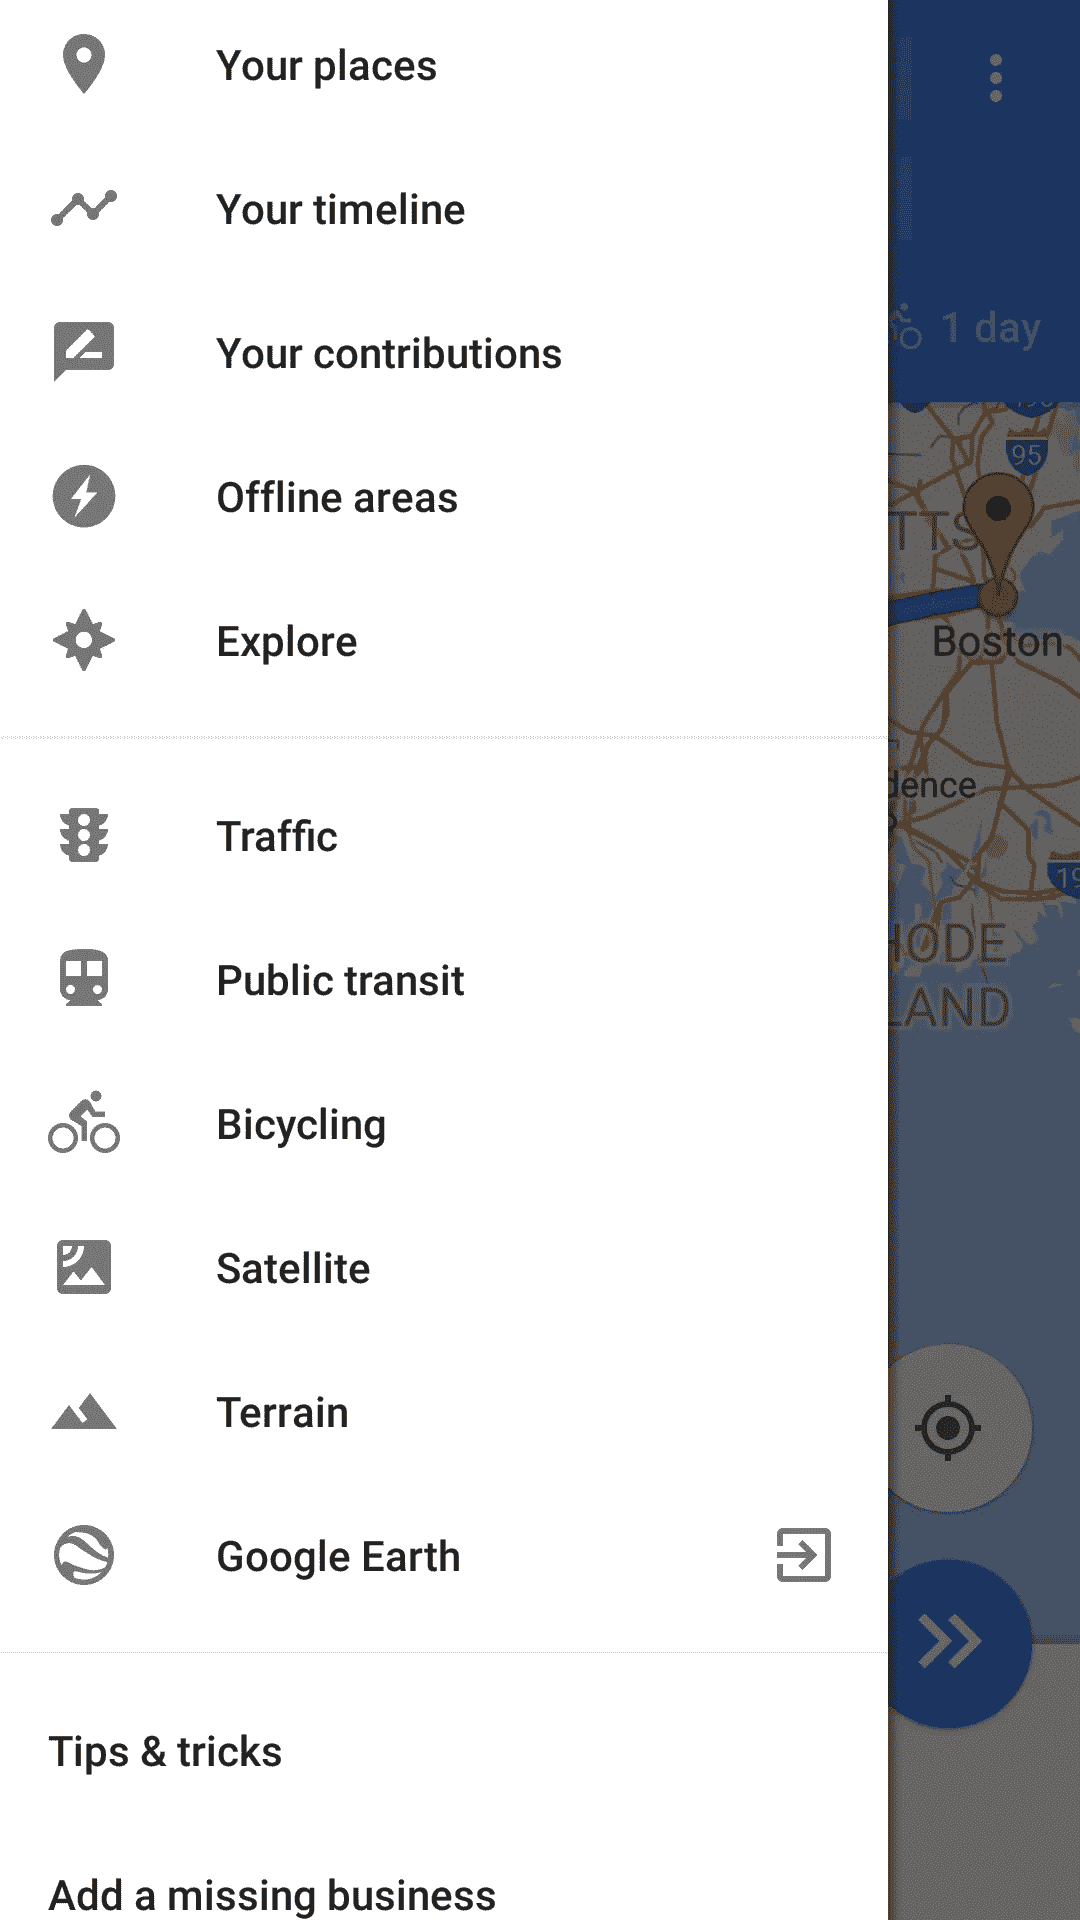 Your places
Your timeline
Your contributions
Offline areas
Explore
Traffic
Public transit
Bicycling
Satellite
Terrain
Google Earth
Tips & tricks
Add a missing business
1 day
95
TTS
Boston
dence
19
HODE
LAND